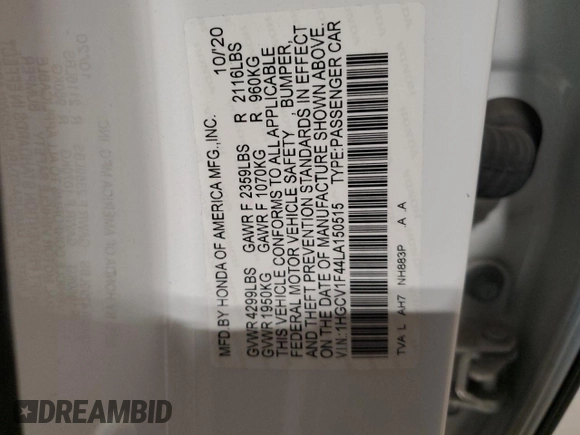 MFD.BY HONDA OF AMERICA MFG.,INC. 10/'20
GVWR 4299LBS GAWR F 2359LBS R 2116LBS
GVWR 1950KG GAWR F 1070KG R 960KG
THIS VEHICLE CONFORMS TO ALL APPLICABLE
FEDERAL MOTOR VEHICLE SAFETY, BUMPER,
AND THEFT PREVENTION STANDARDS IN EFFECT
ON THE DATE OF MANUFACTURE SHOWN ABOVE.
V.I.N.:1HGCV1F44LA150515 TYPE:PASSENGER CAR
TVA L AH7 NH883P A A
DREAMBID